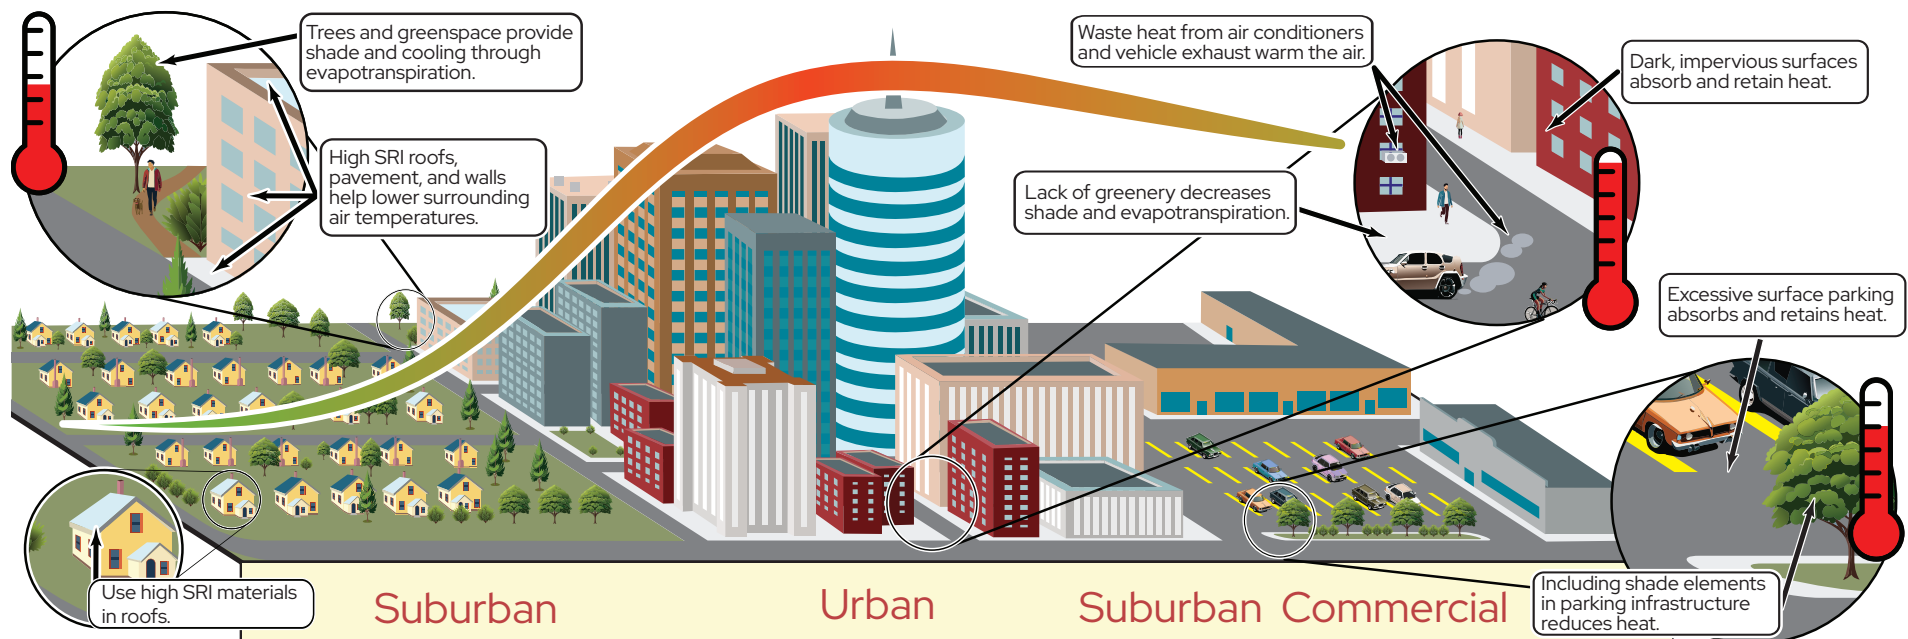 Trees and greenspace provide
shade and cooling through
evapotranspiration.
High SRI roofs,
pavement, and walls
help lower surrounding
air temperatures.
Waste heat from air conditioners
and vehicle exhaust warm the air.
Dark, impervious surfaces
absorb and retain heat.
Lack of greenery decreases
shade and evapotranspiration.
Excessive surface parking
absorbs and retains heat.
Use high SRI materials
in roofs.
Including shade elements
in parking infrastructure
reduces heat.
Suburban
Urban
Suburban Commercial